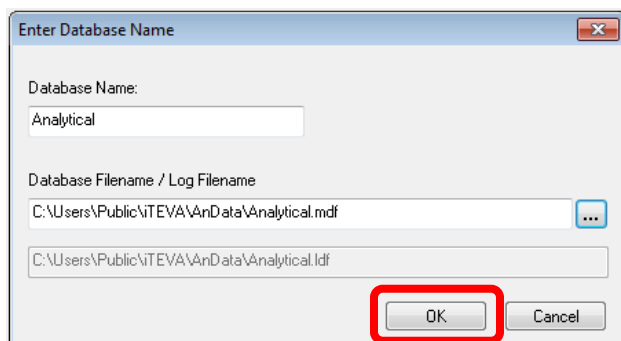 Enter Database Name
Database Name:
Analytical
Database Filename / Log Filename
C:\Users\Public\iTEVA\AnData\Analytical.mdf
...
C:\Users\Public\iTEVA\AnData\Analytical.ldf
OK Cancel